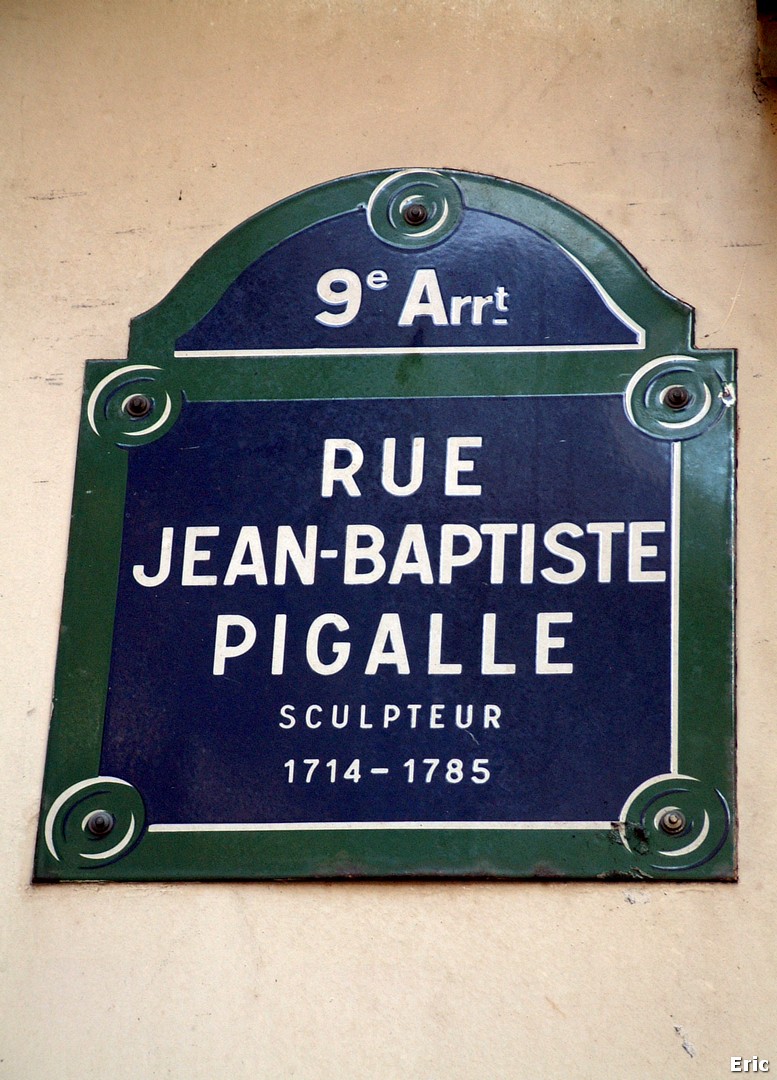 9e Arrt
RUE
JEAN-BAPTISTE
PIGALLE
SCULPTEUR
1714-1785
Eric